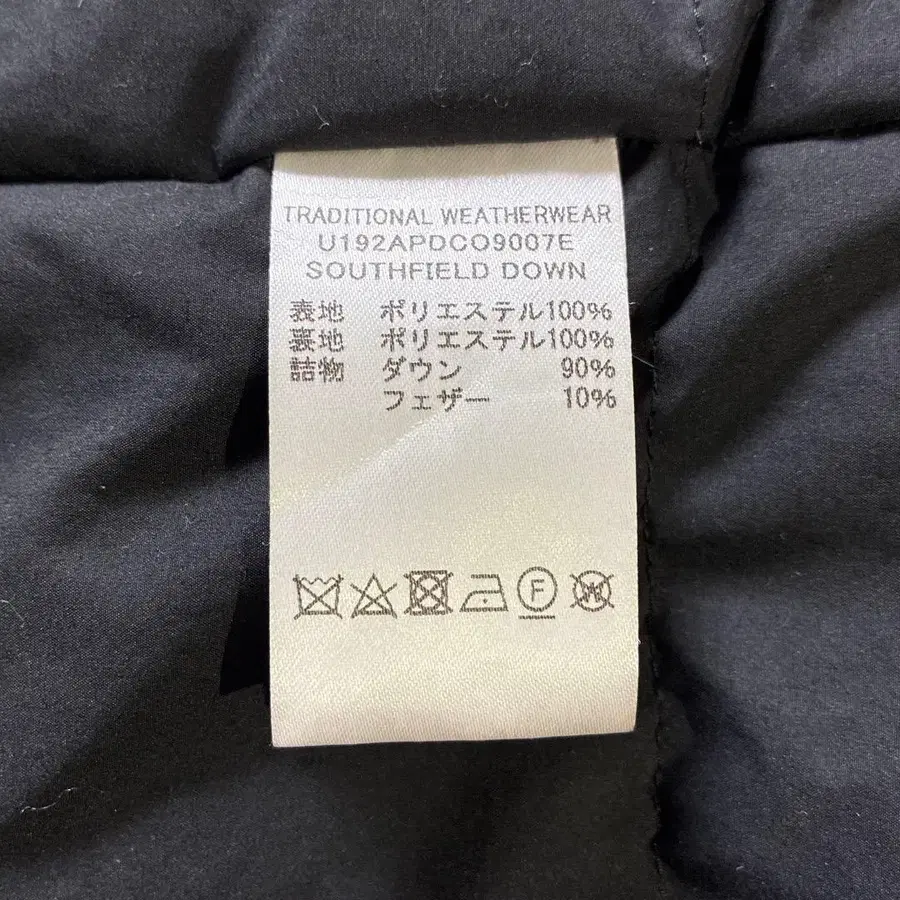 TRADITIONAL WEATHERWEAR
U192APDCO9007E
SOUTHFIELD DOWN
表地 ポリエステル100%
裏地 ポリエステル100%
詰物 ダウン 90%
フェザー 10%
F
W